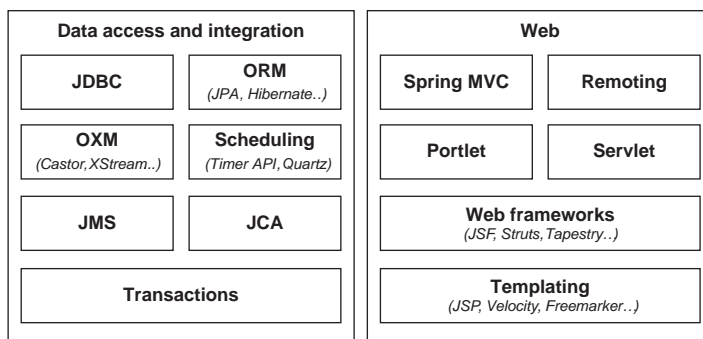 Data access and integration
JDBC
ORM
(JPA, Hibernate..)
OXM
(Castor,XStream..)
Scheduling
(Timer API,Quartz)
JMS
JCA
Transactions
Web
Spring MVC
Remoting
Portlet
Servlet
Web frameworks
(JSF, Struts,Tapestry..)
Templating
(JSP, Velocity, Freemarker..)